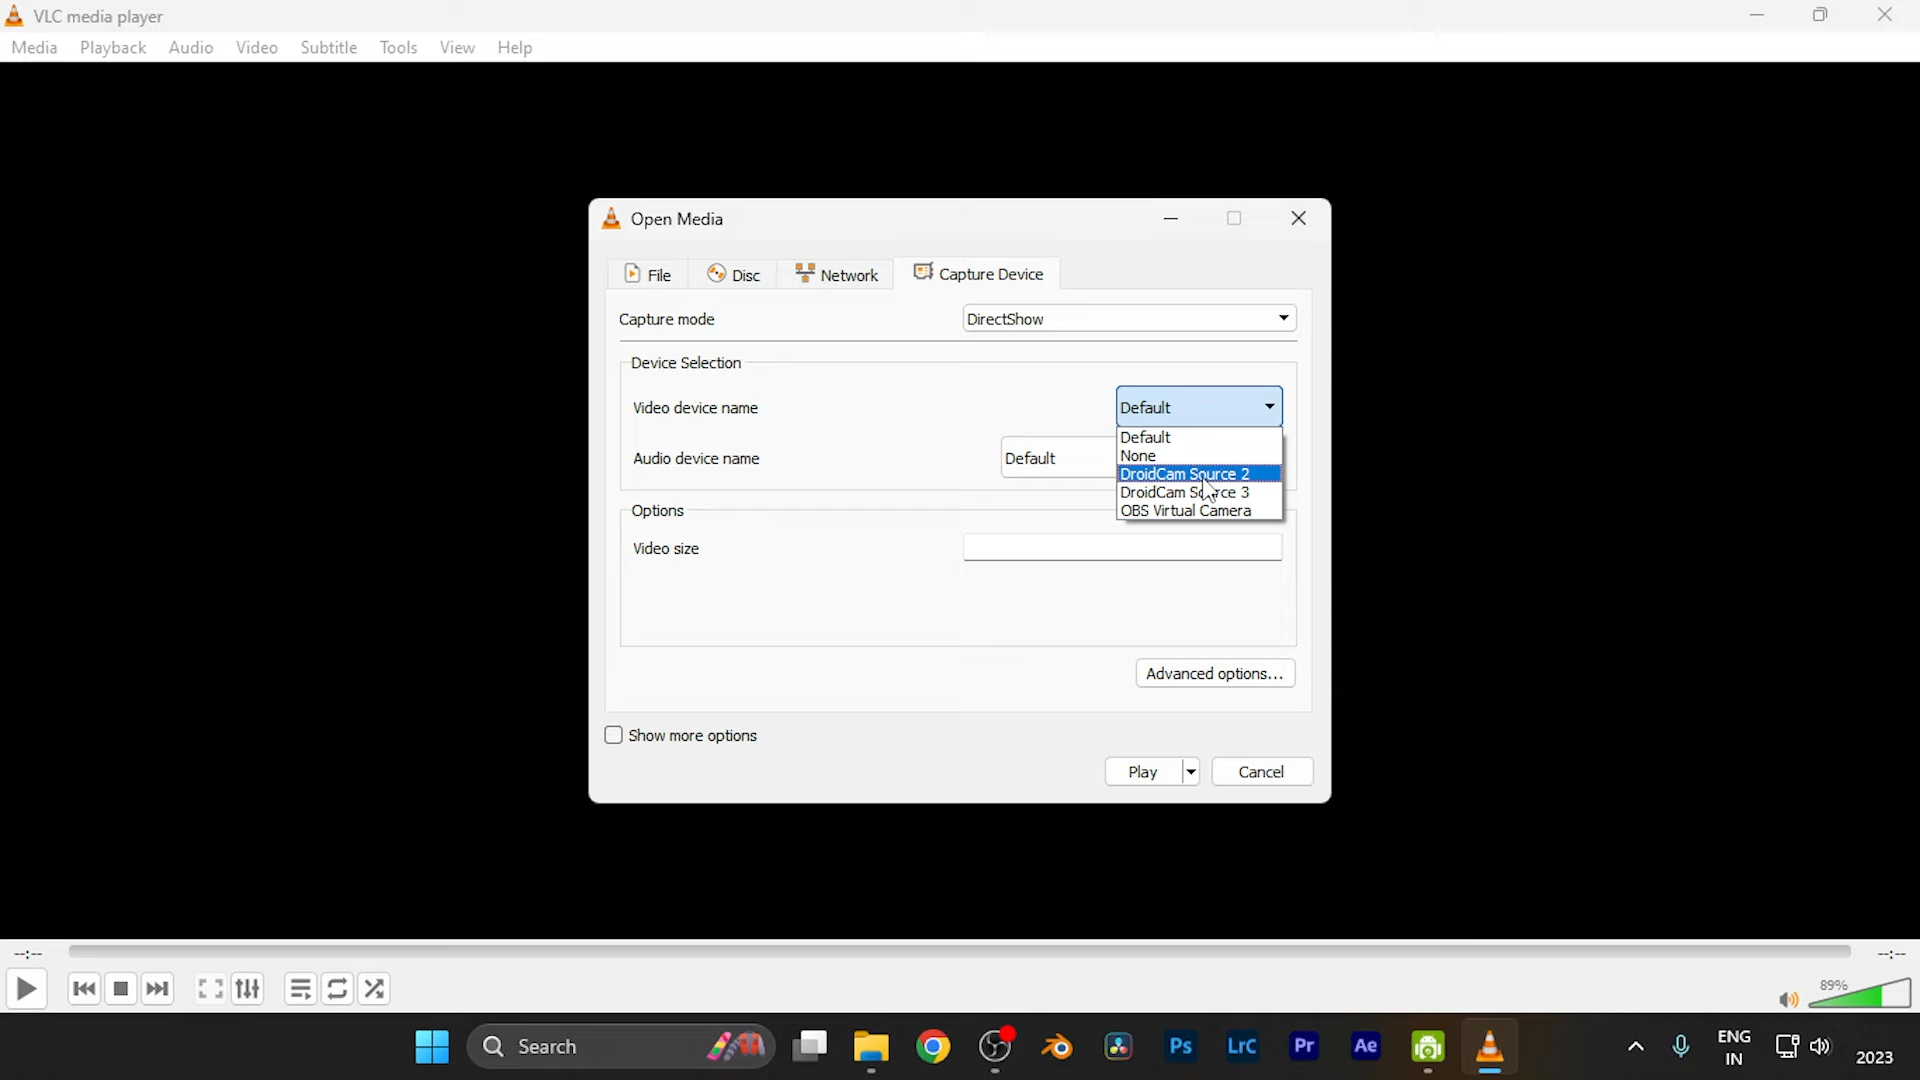 VLC media player
Media Playback Audio Video Subtitle Tools View Help
Open Media
File Disc Network Capture Device
Capture mode DirectShow
Device Selection
Video device name Default
Default
None
Audio device name Default
DroidCam Source 2
DroidCam Source 3
OBS Virtual Camera
Options
Video size
Advanced options...
Show more options
Play Cancel
--:-- --:--
89%
Search Ps LrC Pr Ae ENG
IN
2023